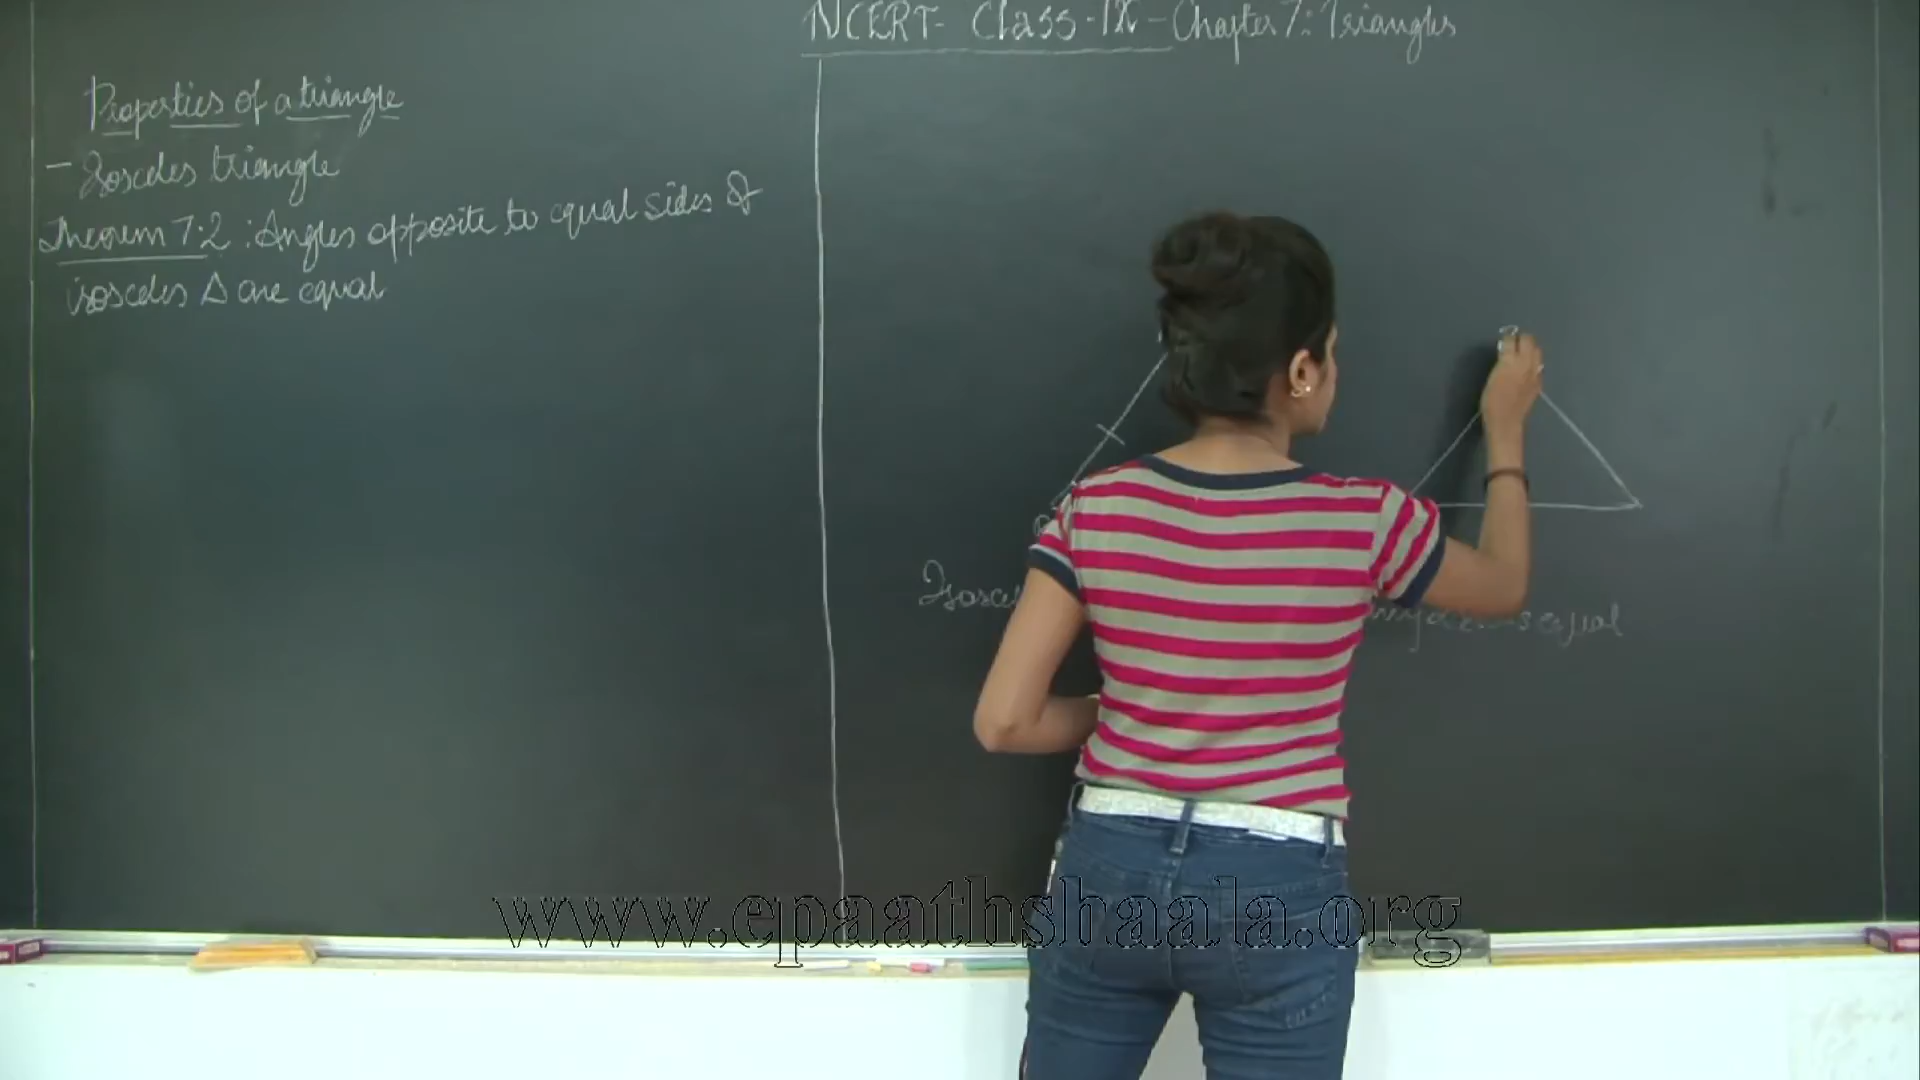 NCERT- Class-IX-Chapter 7: Triangles
Properties of a triangle
- Isosceles triangle
Theorem 7.2 : Angles opposite to equal sides of
isosceles Δ are equal
equal
www.epaathshaala.org